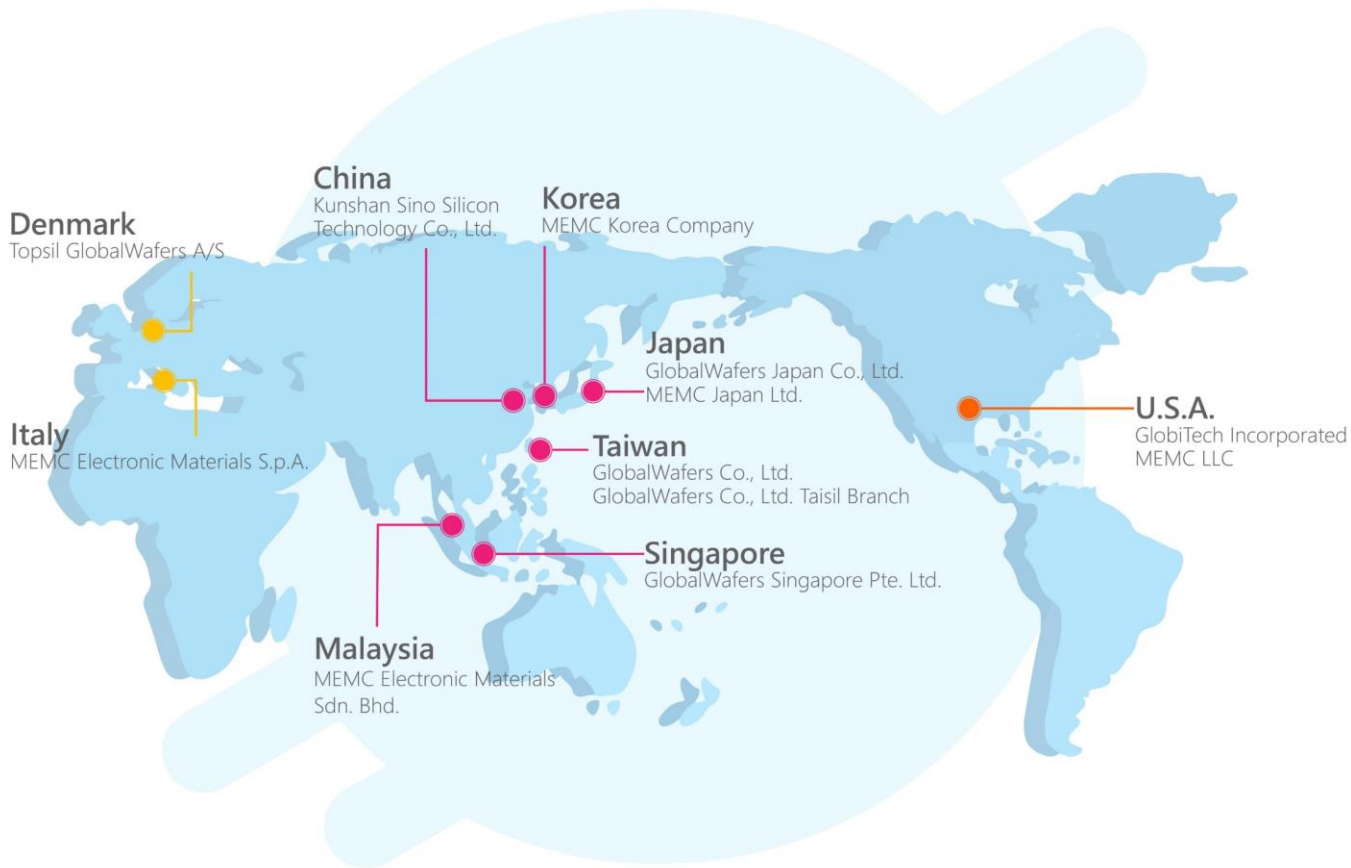 China
Kunshan Sino Silicon
Technology Co., Ltd.
Korea
MEMC Korea Company
Denmark
Topsil GlobalWafers A/S
Japan
GlobalWafers Japan Co., Ltd.
MEMC Japan Ltd.
U.S.A.
GlobiTech Incorporated
MEMC LLC
Italy
MEMC Electronic Materials S.p.A.
Taiwan
GlobalWafers Co., Ltd.
GlobalWafers Co., Ltd. Taisil Branch
Singapore
GlobalWafers Singapore Pte. Ltd.
Malaysia
MEMC Electronic Materials
Sdn. Bhd.